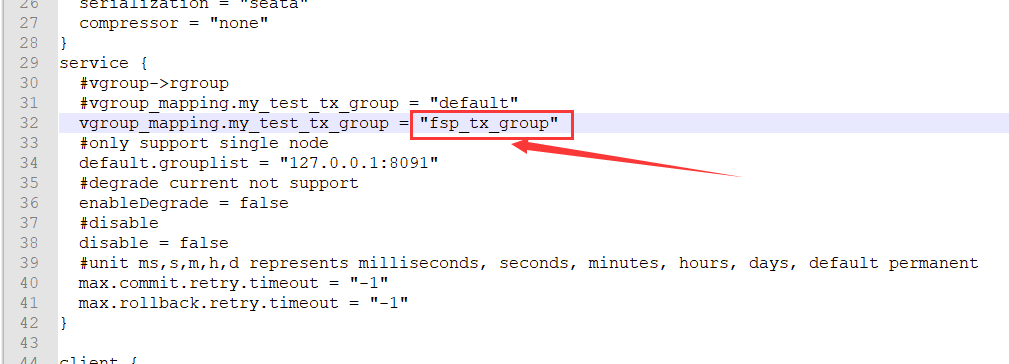 26 serialization = "seata"
27 compressor = "none"
28 }
29 service {
30 #vgroup->rgroup
31 #vgroup_mapping.my_test_tx_group = "default"
32 vgroup_mapping.my_test_tx_group = "fsp_tx_group"
33 #only support single node
34 default.grouplist = "127.0.0.1:8091"
35 #degrade current not support
36 enableDegrade = false
37 #disable
38 disable = false
39 #unit ms,s,m,h,d represents milliseconds, seconds, minutes, hours, days, default permanent
40 max.commit.retry.timeout = "-1"
41 max.rollback.retry.timeout = "-1"
42 }
43
44 client {